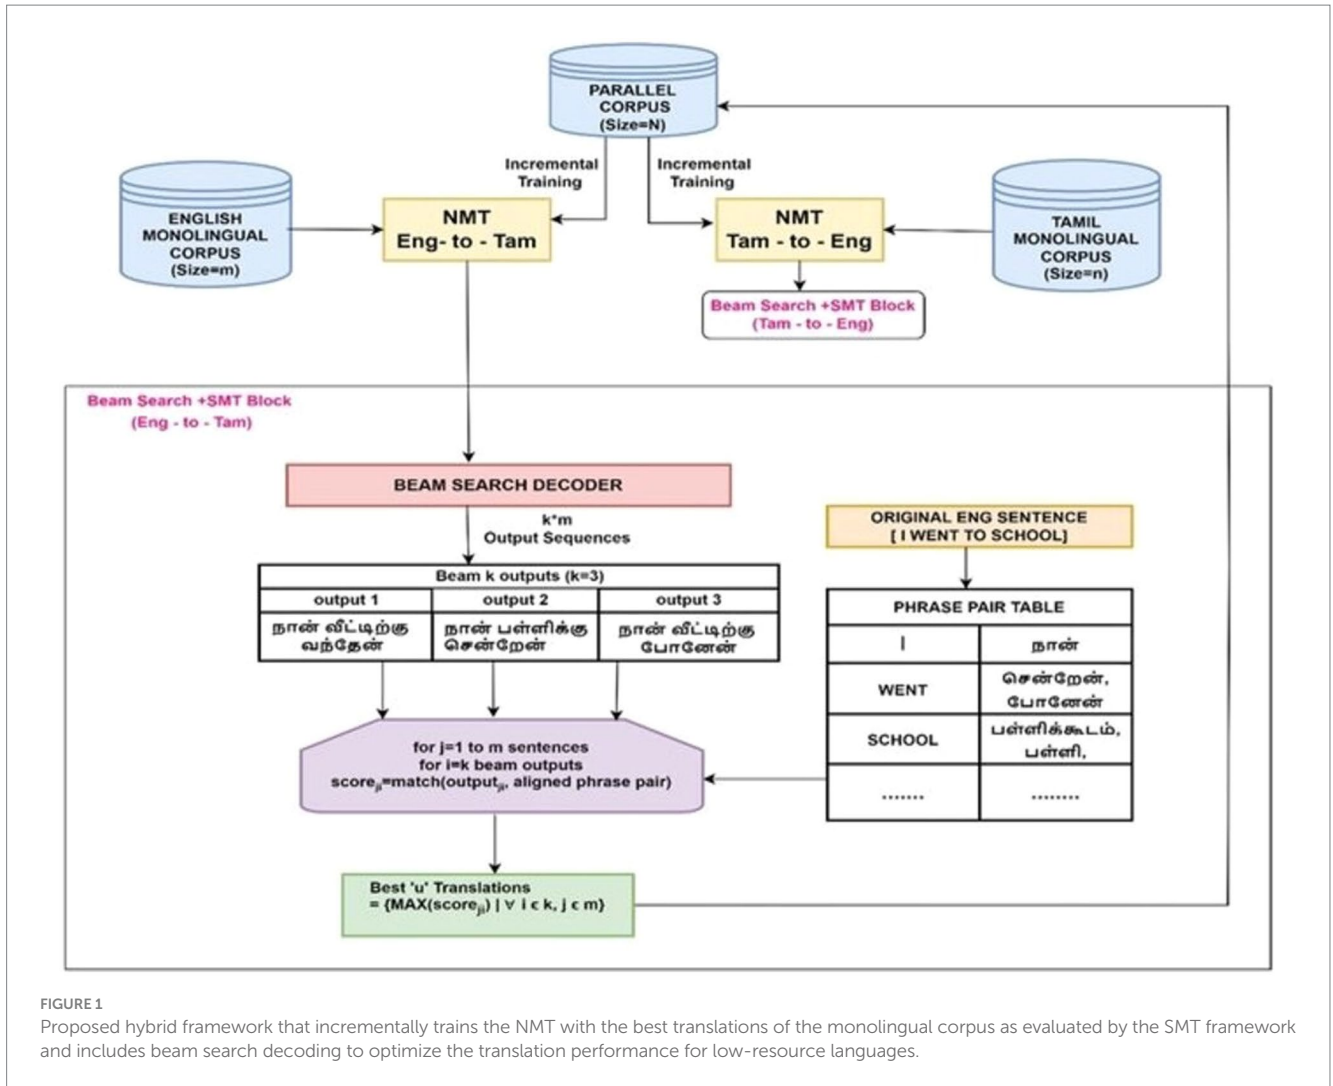 PARALLEL
CORPUS
(Size=N)
Incremental
Training
Incremental
Training
ENGLISH
MONOLINGUAL
CORPUS
(Size=m)
NMT
Eng- to - Tam
NMT
Tam - to - Eng
TAMIL
MONOLINGUAL
CORPUS
(Size=n)
Beam Search +SMT Block
(Tam - to - Eng)
Beam Search +SMT Block
(Eng - to - Tam)
BEAM SEARCH DECODER
k*m
Output Sequences
Beam k outputs (k=3)
output 1 output 2 output 3
நான் வீட்டிற்கு நான் பள்ளிக்கு நான் வீட்டிற்கு
வந்தேன் சென்றேன் போனேன்
ORIGINAL ENG SENTENCE
[ I WENT TO SCHOOL]
PHRASE PAIR TABLE
I நான்
WENT சென்றேன்,
போனேன்
SCHOOL பள்ளிக்கூடம்,
பள்ளி,
....... ........
for j=1 to m sentences
for i=k beam outputs
scoreji=match(outputji, aligned phrase pair)
Best 'u' Translations
= {MAX(scoreji) | ∀ i ϵ k, j ϵ m}
FIGURE 1
Proposed hybrid framework that incrementally trains the NMT with the best translations of the monolingual corpus as evaluated by the SMT framework
and includes beam search decoding to optimize the translation performance for low-resource languages.